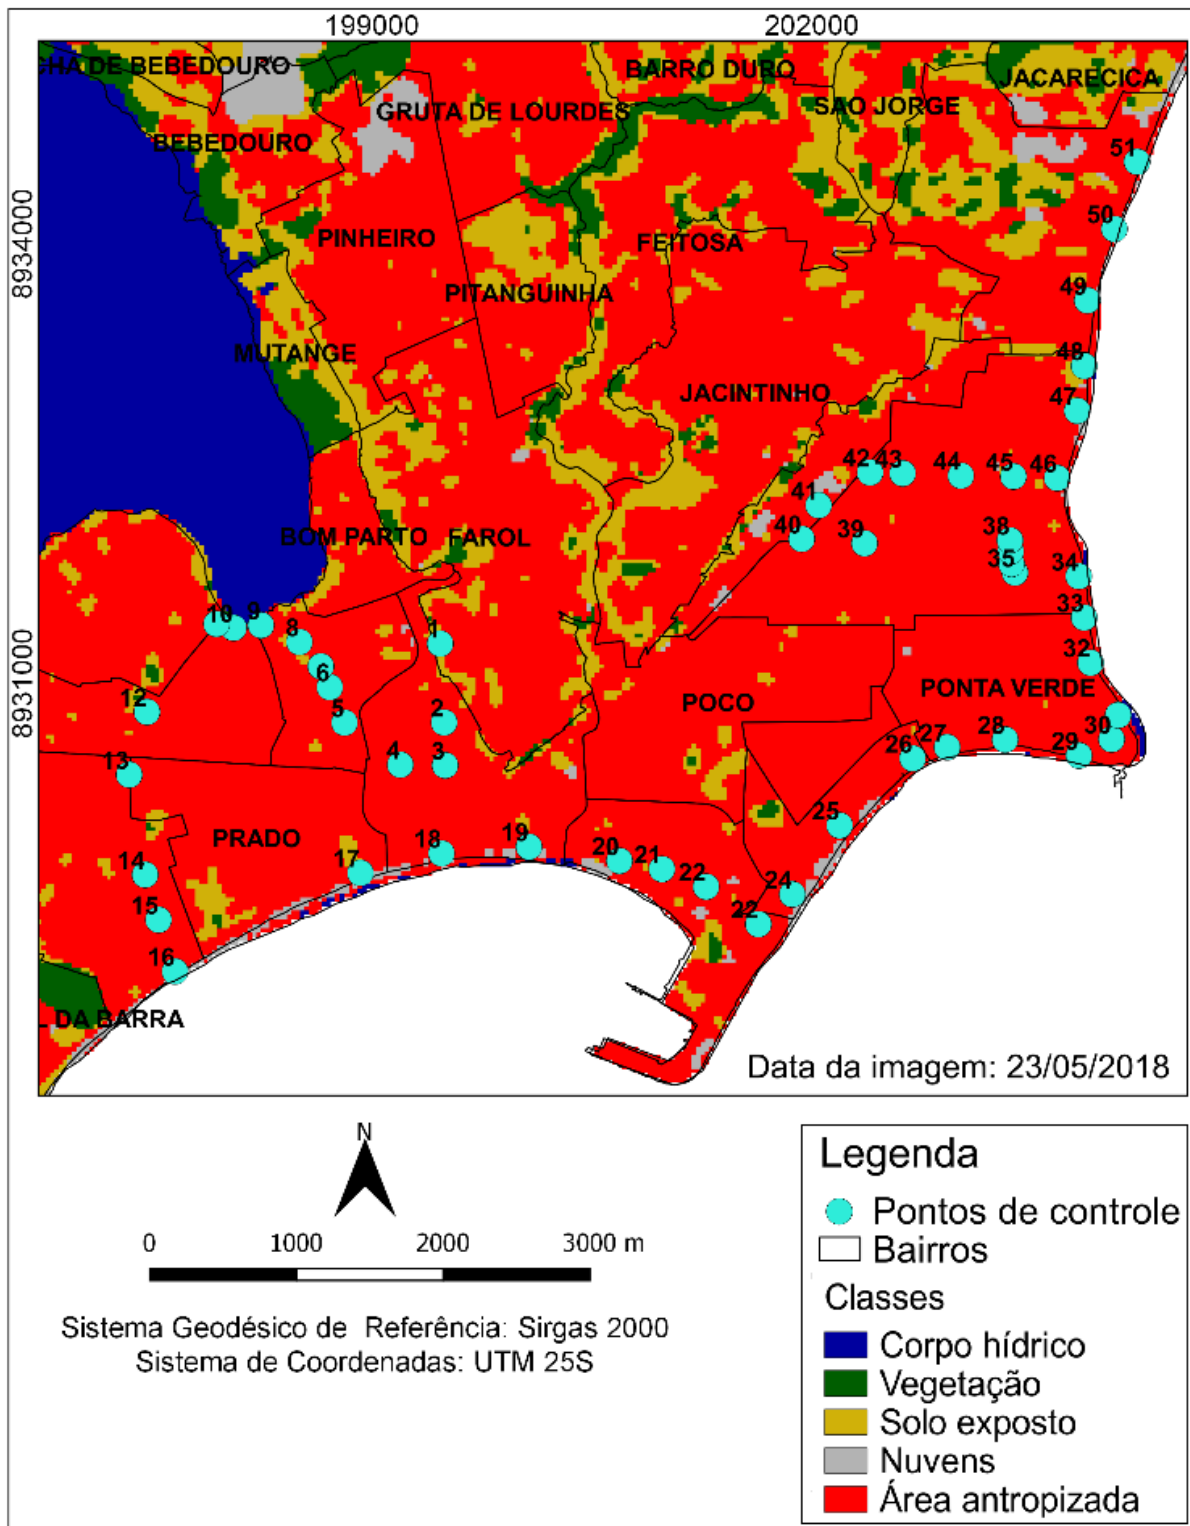 199000 202000
CHA DE BEBEDOURO
BARRO DURO
JACARECICA
GRUTA DE LOURDES
SAO JORGE
BEBEDOURO
51
50
8934000
PINHEIRO
FEITOSA
PITANGUINHA
49
MUTANGE
48
JACINTINHO
47
42 43 44 45 46
41
BOM PARTO FAROL
40 39 38
35 34
33
10 9 8 1
32
8931000
6
PONTA VERDE
12 5 2
POCO
30
4 3 26 27 28 29
13
25
PRADO
19
18 20 21
14 17 22
24
15 22
16
L DA BARRA
Data da imagem: 23/05/2018
N
0 1000 2000 3000 m
Sistema Geodésico de Referência: Sirgas 2000
Sistema de Coordenadas: UTM 25S
Legenda
Pontos de controle
Bairros
Classes
Corpo hídrico
Vegetação
Solo exposto
Nuvens
Área antropizada